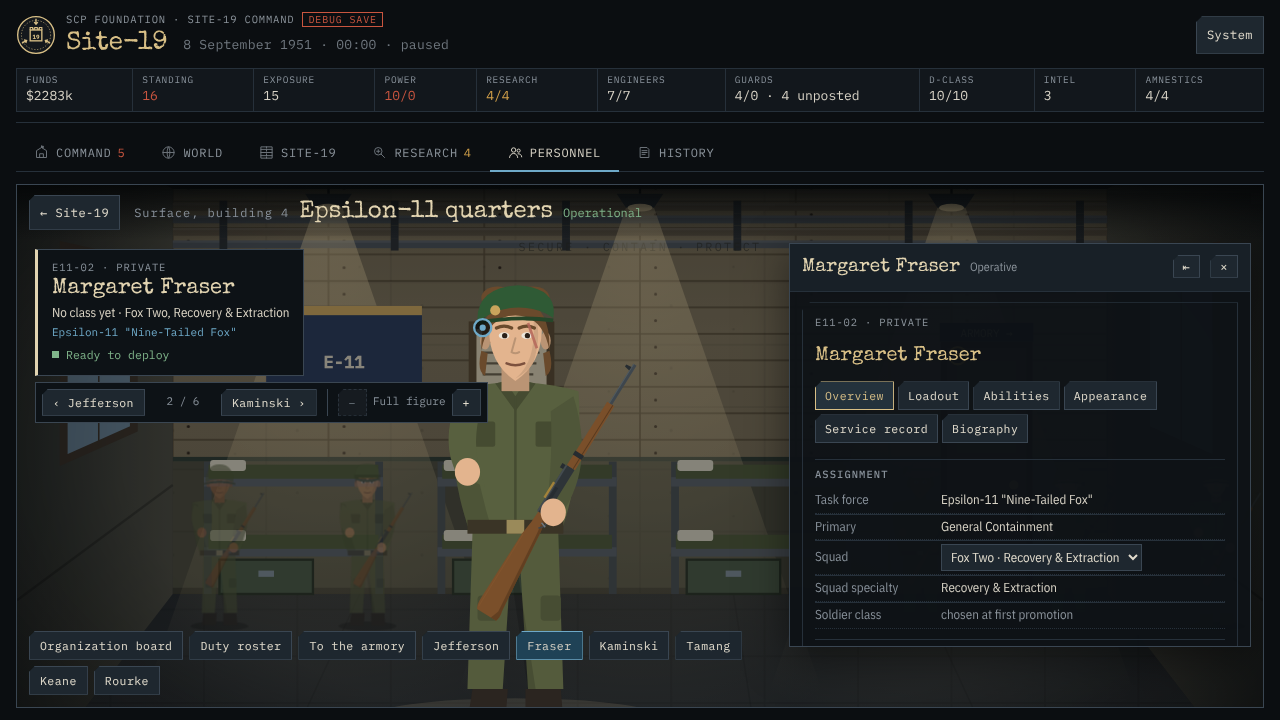 SCP FOUNDATION · SITE-19 COMMAND DEBUG SAVE
Site-19 8 September 1951 · 00:00 · paused
System
FUNDS
$2283k
STANDING
16
EXPOSURE
15
POWER
10/0
RESEARCH
4/4
ENGINEERS
7/7
GUARDS
4/0 · 4 unposted
D-CLASS
10/10
INTEL
3
AMNESTICS
4/4
COMMAND 5
WORLD
SITE-19
RESEARCH 4
PERSONNEL
HISTORY
← Site-19
Surface, building 4 Epsilon-11 quarters Operational
SECURE · CONTAIN · PROTECT
E11-02 · PRIVATE
Margaret Fraser
No class yet · Fox Two, Recovery & Extraction
Epsilon-11 "Nine-Tailed Fox"
Ready to deploy
E-11
‹ Jefferson 2 / 6 Kaminski › − Full figure +
Margaret Fraser Operative ⇤ ×
E11-02 · PRIVATE
Margaret Fraser
Overview Loadout Abilities Appearance
Service record Biography
ASSIGNMENT
Task force Epsilon-11 "Nine-Tailed Fox"
Primary General Containment
Squad Fox Two · Recovery & Extraction
Squad specialty Recovery & Extraction
Soldier class chosen at first promotion
Organization board Duty roster To the armory Jefferson Fraser Kaminski Tamang
Keane Rourke